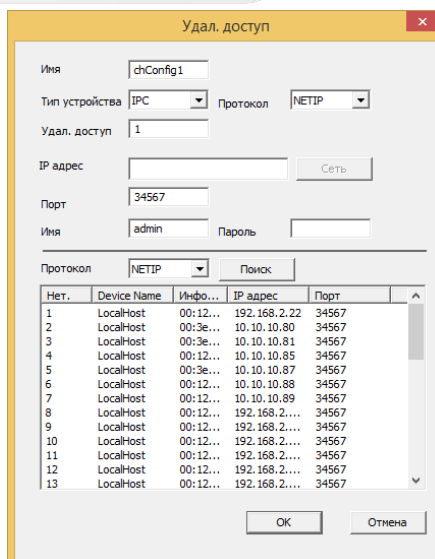 Удал. доступ
Имя chConfig1
Тип устройства IPC Протокол NETIP
Удал. доступ 1
IP адрес Сеть
Порт 34567
Имя admin Пароль
Протокол NETIP Поиск
Нет. Device Name Инфо... IP адрес Порт
1 LocalHost 00:12... 192.168.2.22 34567
2 LocalHost 00:3e... 10.10.10.80 34567
3 LocalHost 00:3e... 10.10.10.81 34567
4 LocalHost 00:12... 10.10.10.85 34567
5 LocalHost 00:3e... 10.10.10.87 34567
6 LocalHost 00:12... 10.10.10.88 34567
7 LocalHost 00:12... 10.10.10.89 34567
8 LocalHost 00:12... 192.168.2.... 34567
9 LocalHost 00:12... 192.168.2.... 34567
10 LocalHost 00:12... 192.168.2.... 34567
11 LocalHost 00:12... 192.168.2.... 34567
12 LocalHost 00:12... 192.168.2.... 34567
13 LocalHost 00:12... 192.168.2.... 34567
OK Отмена